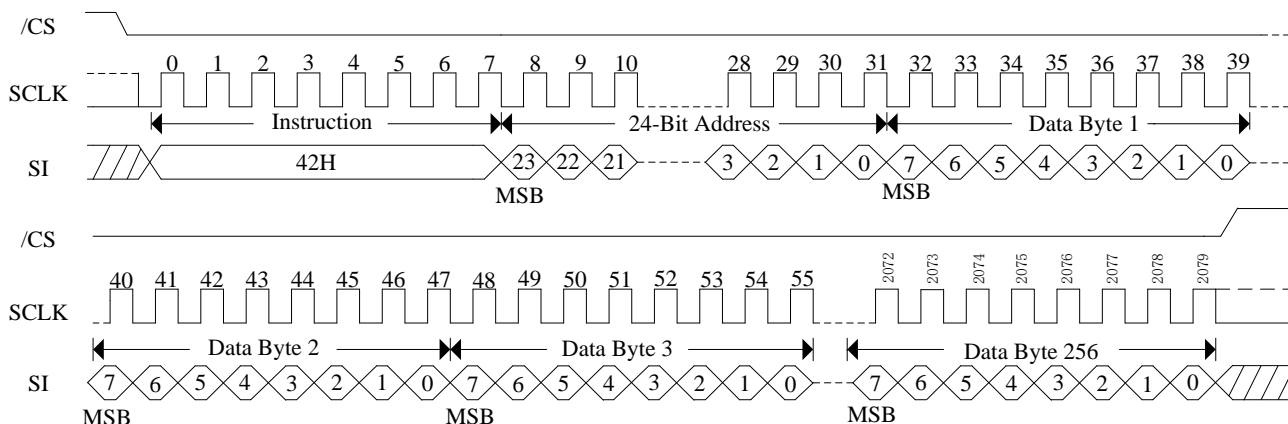 /CS
0 1 2 3 4 5 6 7 8 9 10 28 29 30 31 32 33 34 35 36 37 38 39
SCLK
Instruction 24-Bit Address Data Byte 1
SI 42H 23 22 21 3 2 1 0 7 6 5 4 3 2 1 0
MSB MSB
/CS
40 41 42 43 44 45 46 47 48 49 50 51 52 53 54 55 2072 2073 2074 2075 2076 2077 2078 2079
SCLK
Data Byte 2 Data Byte 3 Data Byte 256
SI 7 6 5 4 3 2 1 0 7 6 5 4 3 2 1 0 7 6 5 4 3 2 1 0
MSB MSB MSB